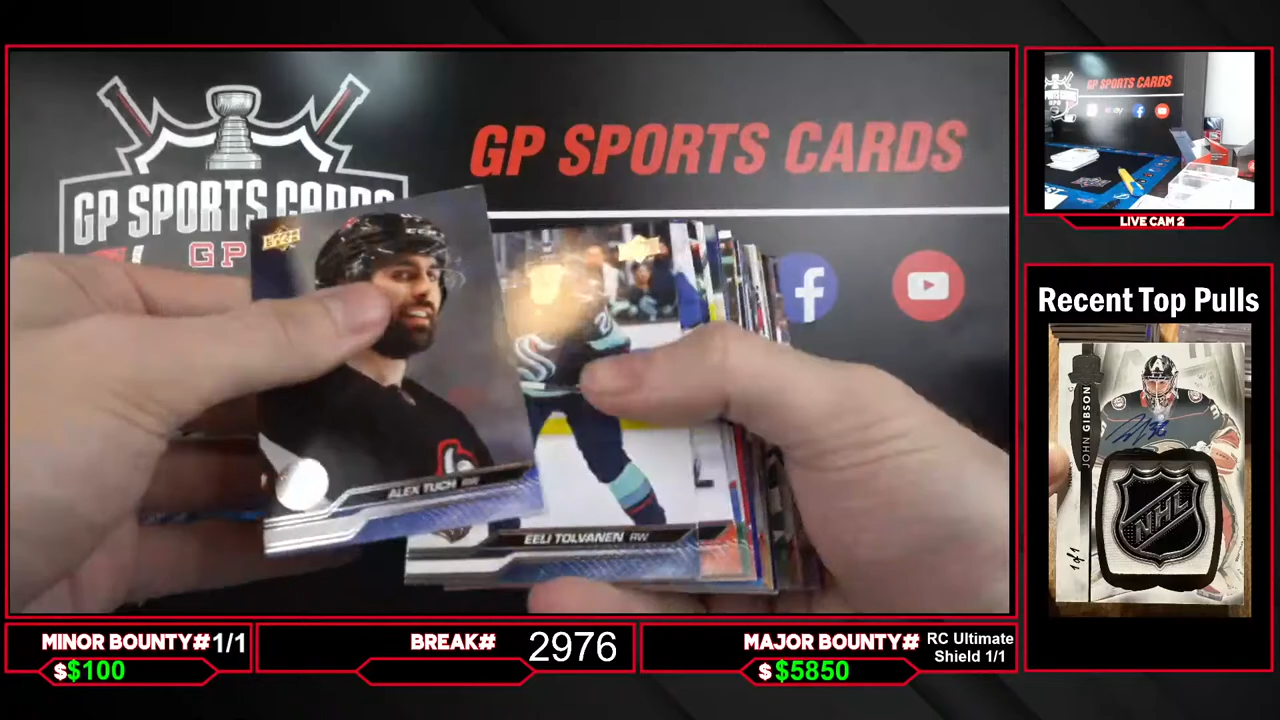 GP SPORTS CARDS
GP SPORTS CARDS
GP
ALEX TUCH RW
EELI TOLVANEN RW
GP SPORTS CARDS
LIVE CAM 2
Recent Top Pulls
JOHN GIBSON
NHL
1 of 1
MINOR BOUNTY# 1/1
$$100
BREAK# 2976
MAJOR BOUNTY# RC Ultimate
Shield 1/1
$ $5850